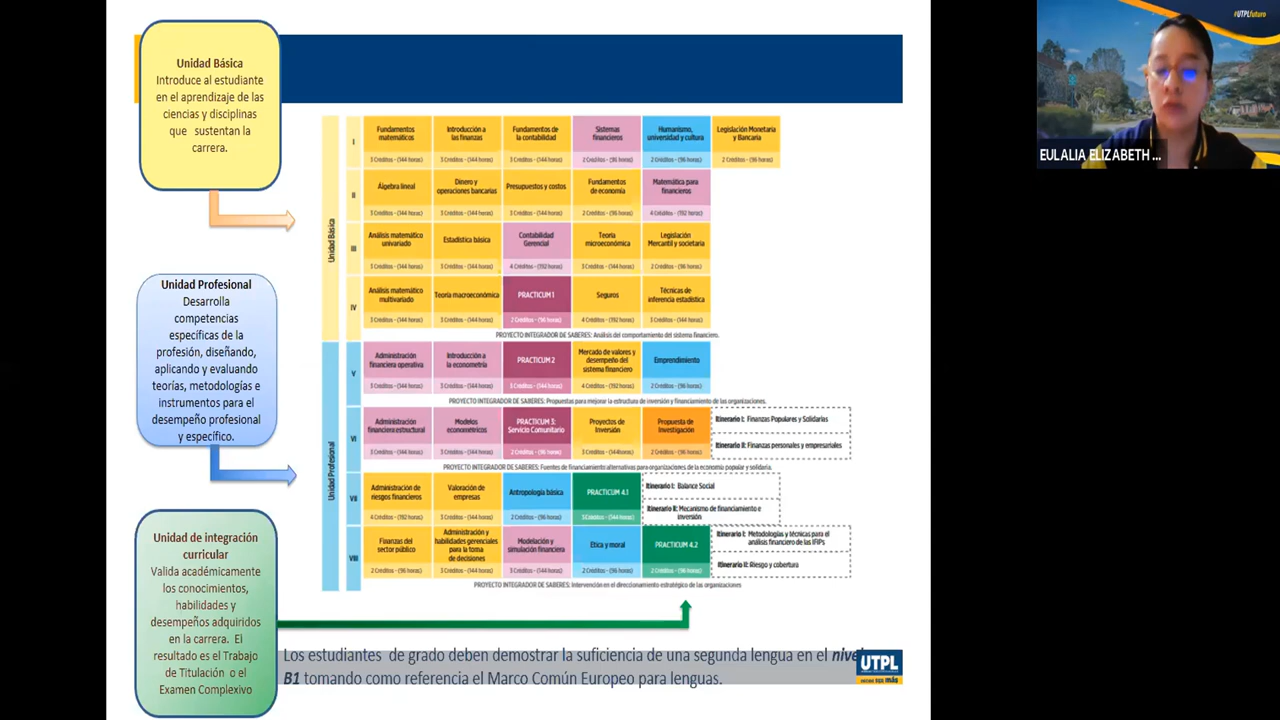 #UTPLfuturo
EULALIA ELIZABETH ...
Unidad Básica
Introduce al estudiante
en el aprendizaje de las
ciencias y disciplinas
que sustentan la
carrera.
Unidad Profesional
Desarrolla
competencias
específicas de la
profesión, diseñando,
aplicando y evaluando
teorías, metodologías e
instrumentos para el
desempeño profesional
y específico.
Unidad de integración
curricular
Valida académicamente
los conocimientos,
habilidades y
desempeños adquiridos
en la carrera. El
resultado es el Trabajo
de Titulación o el
Examen Complexivo
Unidad Básica
I
Fundamentos
matemáticos
3 Créditos - (144 horas)
Introducción a
las finanzas
3 Créditos - (144 horas)
Fundamentos de
la contabilidad
3 Créditos - (144 horas)
Sistemas
financieros
2 Créditos - (96 horas)
Humanismo,
universidad y cultura
2 Créditos - (96 horas)
Legislación Monetaria
y Bancaria
2 Créditos - (96 horas)
II
Álgebra lineal
3 Créditos - (144 horas)
Dinero y
operaciones bancarias
3 Créditos - (144 horas)
Presupuestos y costos
3 Créditos - (144 horas)
Fundamentos
de economía
2 Créditos - (96 horas)
Matemática para
financieros
4 Créditos - (192 horas)
III
Análisis matemático
univariado
3 Créditos - (144 horas)
Estadística básica
3 Créditos - (144 horas)
Contabilidad
Gerencial
4 Créditos - (192 horas)
Teoría
microeconómica
3 Créditos - (144 horas)
Legislación
Mercantil y societaria
2 Créditos - (96 horas)
IV
Análisis matemático
multivariado
3 Créditos - (144 horas)
Teoría macroeconómica
3 Créditos - (144 horas)
PRACTICUM 1
2 Créditos - (96 horas)
Seguros
4 Créditos - (192 horas)
Técnicas de
inferencia estadística
3 Créditos - (144 horas)
PROYECTO INTEGRADOR DE SABERES: Análisis del comportamiento del sistema financiero.
Unidad Profesional
V
Administración
financiera operativa
3 Créditos - (144 horas)
Introducción a
la econometría
3 Créditos - (144 horas)
PRACTICUM 2
3 Créditos - (144 horas)
Mercado de valores y
desempeño del
sistema financiero
4 Créditos - (192 horas)
Emprendimiento
2 Créditos - (96 horas)
PROYECTO INTEGRADOR DE SABERES: Propuestas para mejorar la estructura de inversión y financiamiento de las organizaciones.
VI
Administración
financiera estructural
3 Créditos - (144 horas)
Modelos
econométricos
3 Créditos - (144 horas)
PRACTICUM 3:
Servicio Comunitario
2 Créditos - (96 horas)
Proyectos de
Inversión
3 Créditos - (144horas)
Propuesta de
Investigación
2 Créditos - (96 horas)
Itinerario I: Finanzas Populares y Solidarias
Itinerario II: Finanzas personales y empresariales
PROYECTO INTEGRADOR DE SABERES: Fuentes de financiamiento alternativas para organizaciones de la economía popular y solidaria.
VII
Administración de
riesgos financieros
4 Créditos - (192 horas)
Valoración de
empresas
3 Créditos - (144 horas)
Antropología básica
2 Créditos - (96 horas)
PRACTICUM 4.1
3 Créditos - (144 horas)
Itinerario I: Balance Social
Itinerario II: Mecanismo de financiamiento e
inversión
VIII
Finanzas del
sector público
2 Créditos - (96 horas)
Administración y
habilidades gerenciales
para la toma
de decisiones
3 Créditos - (144 horas)
Modelación y
simulación financiera
3 Créditos - (144 horas)
Etica y moral
2 Créditos - (96 horas)
PRACTICUM 4.2
2 Créditos - (96 horas)
Itinerario I: Metodologías y técnicas para el
análisis financiero de las IFIPs
Itinerario II: Riesgo y cobertura
PROYECTO INTEGRADOR DE SABERES: Intervención en el direccionamiento estratégico de las organizaciones
Los estudiantes de grado deben demostrar la suficiencia de una segunda lengua en el nivel
B1 tomando como referencia el Marco Común Europeo para lenguas.
UTPL